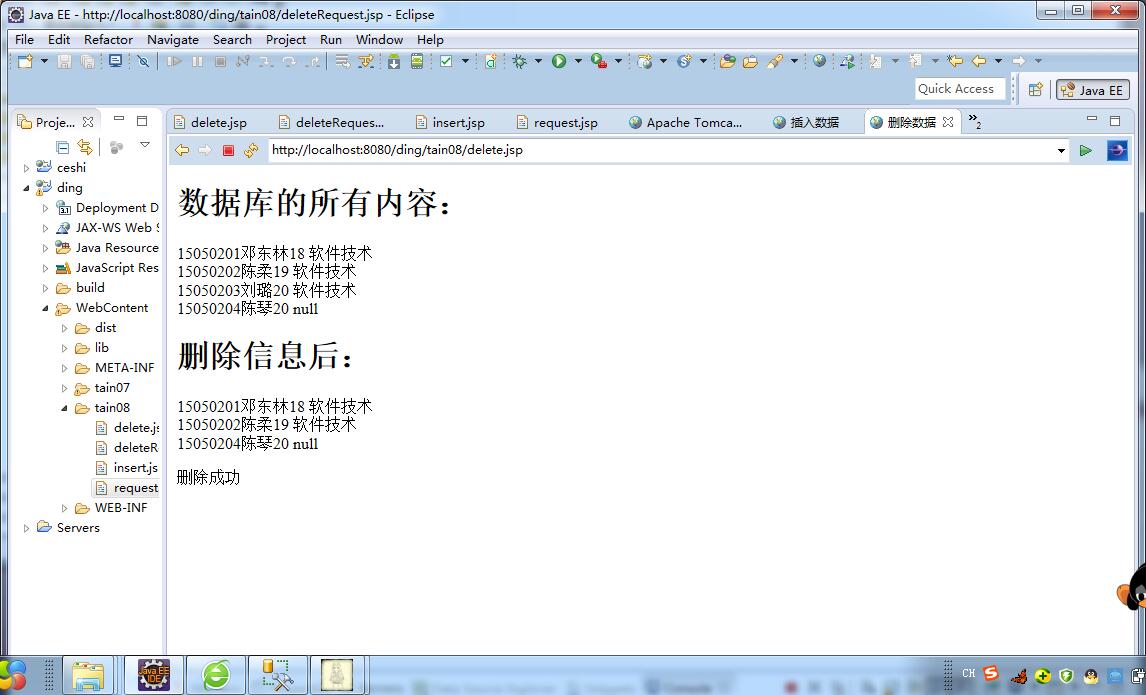 Java EE - http://localhost:8080/ding/tain08/deleteRequest.jsp - Eclipse
File Edit Refactor Navigate Search Project Run Window Help
Quick Access
Java EE
Proje...
delete.jsp
deleteReques...
insert.jsp
request.jsp
Apache Tomca...
插入数据
删除数据
»2
http://localhost:8080/ding/tain08/delete.jsp
ceshi
ding
Deployment D
JAX-WS Web S
Java Resource
JavaScript Res
build
WebContent
dist
lib
META-INF
tain07
tain08
delete.js
deleteR
insert.js
request
WEB-INF
Servers
数据库的所有内容：
15050201邓东林18 软件技术
15050202陈柔19 软件技术
15050203刘璐20 软件技术
15050204陈琴20 null
删除信息后：
15050201邓东林18 软件技术
15050202陈柔19 软件技术
15050204陈琴20 null
删除成功
Java EE
IDE
CH